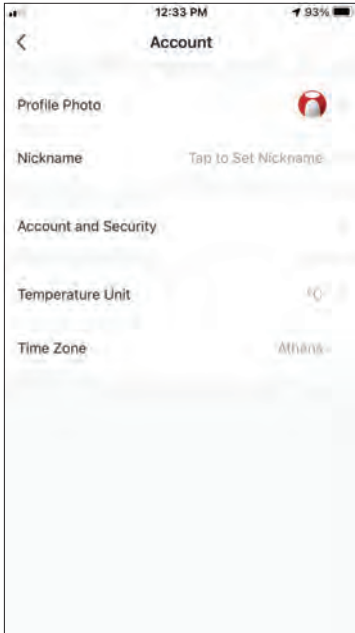 12:33 PM 93%
Account
Profile Photo
Nickname Tap to Set Nickname
Account and Security
Temperature Unit °C
Time Zone Athens